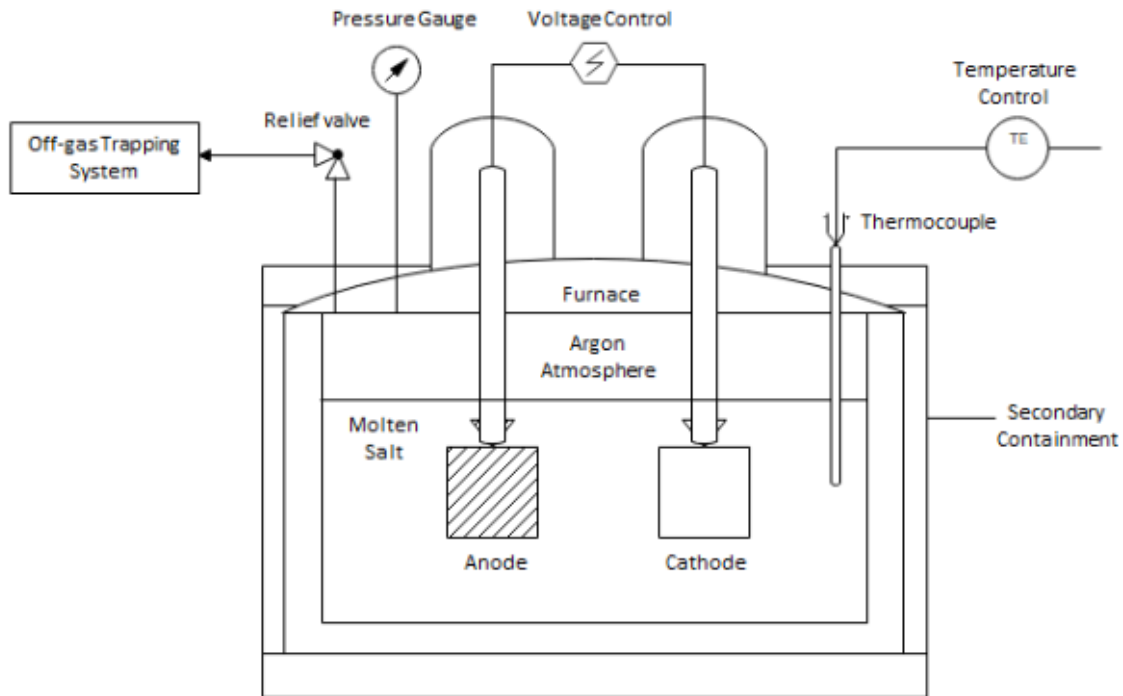 Pressure Gauge
Voltage Control
Temperature
Control
TE
Relief valve
Off-gas Trapping
System
Thermocouple
Furnace
Argon
Atmosphere
Molten
Salt
Secondary
Containment
Anode
Cathode